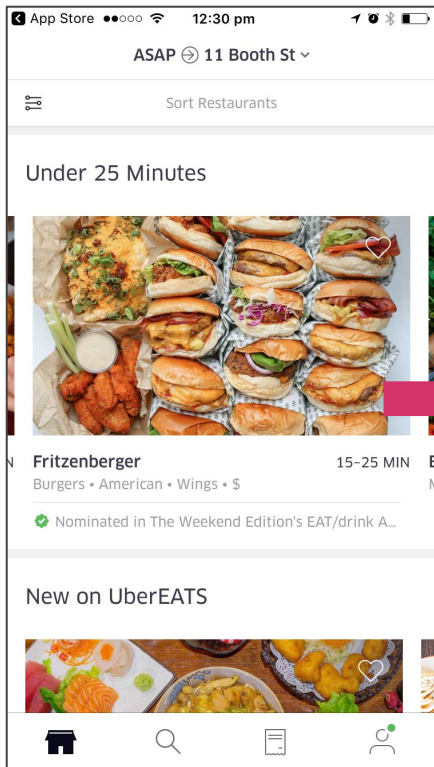 App Store 12:30 pm
ASAP 11 Booth St
Sort Restaurants
Under 25 Minutes
Fritzenberger 15-25 MIN
Burgers • American • Wings • $
Nominated in The Weekend Edition's EAT/drink A...
New on UberEATS